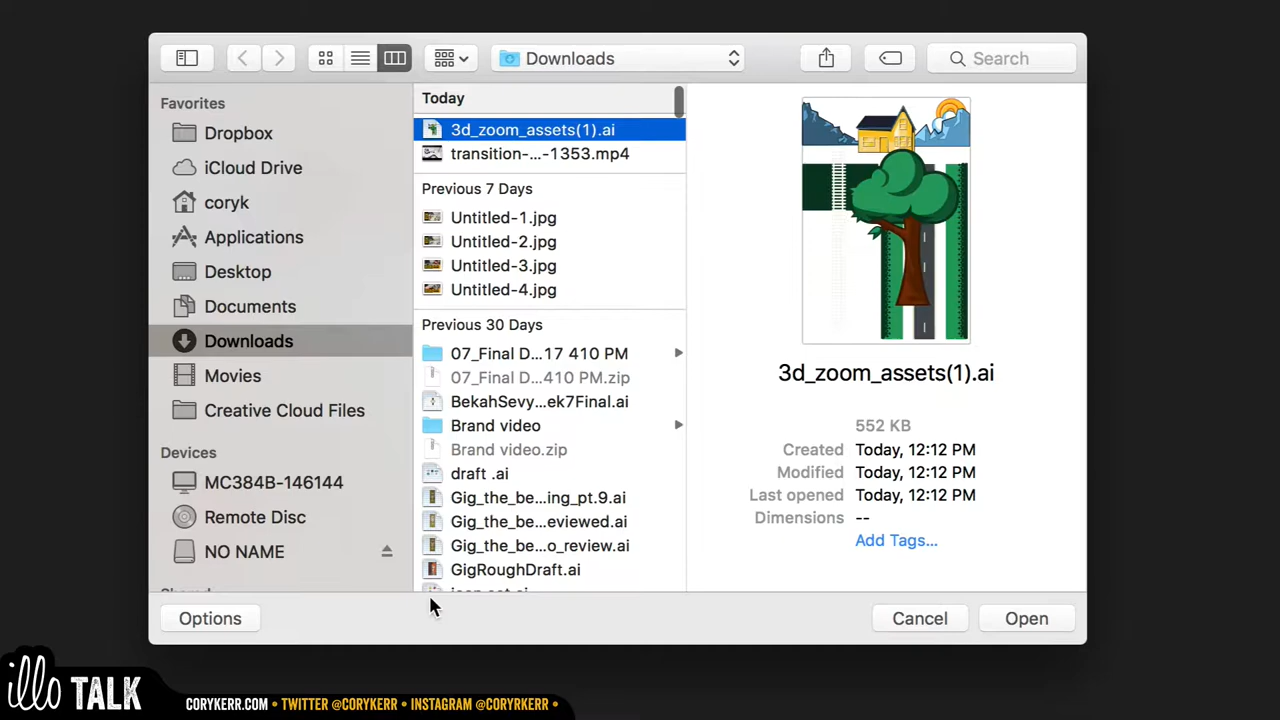 Downloads
Search
Favorites
Dropbox
iCloud Drive
coryk
Applications
Desktop
Documents
Downloads
Movies
Creative Cloud Files
Devices
MC384B-146144
Remote Disc
NO NAME
Shared
Today
3d_zoom_assets(1).ai
transition-...-1353.mp4
Previous 7 Days
Untitled-1.jpg
Untitled-2.jpg
Untitled-3.jpg
Untitled-4.jpg
Previous 30 Days
07_Final D...17 410 PM
07_Final D...410 PM.zip
BekahSevy...ek7Final.ai
Brand video
Brand video.zip
draft .ai
Gig_the_be...ing_pt.9.ai
Gig_the_be...eviewed.ai
Gig_the_be...o_review.ai
GigRoughDraft.ai
3d_zoom_assets(1).ai
552 KB
Created Today, 12:12 PM
Modified Today, 12:12 PM
Last opened Today, 12:12 PM
Dimensions --
Add Tags...
Options
Cancel
Open
illo TALK
CORYKERR.COM • TWITTER @CORYKERR • INSTAGRAM @CORYRKERR •